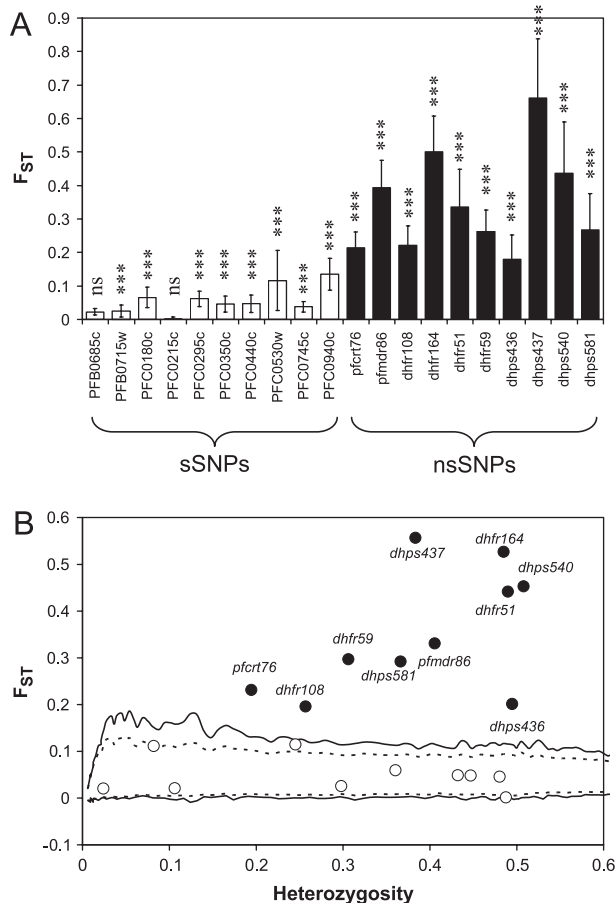 A
0.9
0.8
0.7
0.6
0.5
0.4
0.3
0.2
0.1
0
FST
ns *** *** ns *** *** *** *** *** *** *** *** *** *** *** *** *** *** *** ***
PFB0685c PFB0715w PFC0180c PFC0215c PFC0295c PFC0350c PFC0440c PFC0530w PFC0745c PFC0940c pfcrt76 pfmdr86 dhfr108 dhfr164 dhfr51 dhfr59 dhps436 dhps437 dhps540 dhps581
sSNPs nsSNPs
B
0.6
0.5
0.4
0.3
0.2
0.1
0
-0.1
FST
dhps437
dhfr164
dhps540
dhfr51
dhfr59
dhps581
pfmdr86
pfcrt76
dhfr108
dhps436
0 0.1 0.2 0.3 0.4 0.5 0.6
Heterozygosity